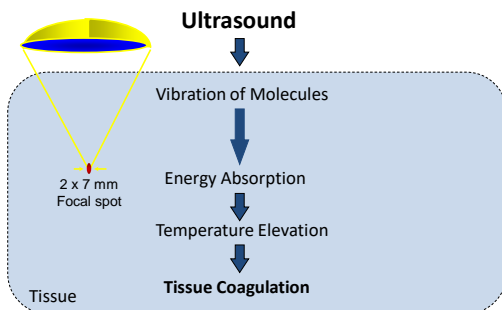 Ultrasound
Vibration of Molecules
Energy Absorption
2 x 7 mm
Focal spot
Temperature Elevation
Tissue Coagulation
Tissue